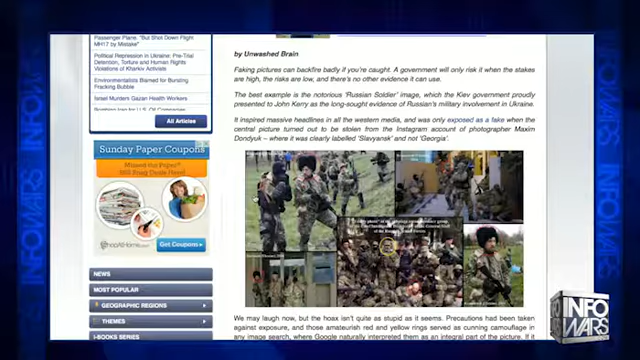 Passenger Plane. "But Shot Down Flight
MH17 by Mistake"
Political Repression in Ukraine: Pre-Trial
Detention, Torture and Human Rights
Violations of Kharkiv Activists
Environmentalists Blamed for Bursting
Fracking Bubble
Israel Murders Gazan Health Workers
All Articles
Sunday Paper Coupons
Get Coupons
NEWS
MOST POPULAR
GEOGRAPHIC REGIONS
THEMES
I-BOOKS SERIES
by Unwashed Brain
Faking pictures can backfire badly if you're caught. A government will only risk it when the stakes
are high, the risks are low, and there's no other evidence it can use.
The best example is the notorious 'Russian Soldier' image, which the Kiev government proudly
presented to John Kerry as the long-sought evidence of Russian's military involvement in Ukraine.
It inspired massive headlines in all the western media, and was only exposed as a fake when the
central picture turned out to be stolen from the Instagram account of photographer Maxim
Dondyuk – where it was clearly labelled 'Slavyansk' and not 'Georgia'.
We may laugh now, but the hoax isn't quite as stupid as it seems. Precautions had been taken
against exposure, and those amateurish red and yellow rings served as cunning camouflage in
any image search, where Google naturally interpreted them as an integral part of the picture. If it
INFOWARS
INFO
WARS